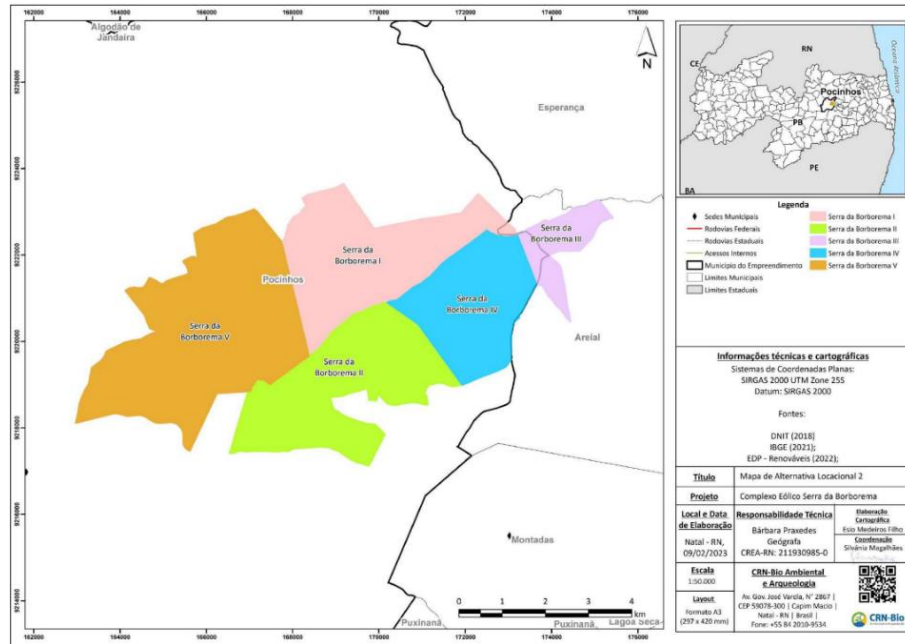 162000 164000 166000 168000 170000 172000 174000 176000
Algodão de
Jandaíra
N
Esperança
9226000
9224000
9222000
9220000
9218000
9216000
9214000
Serra da
Borborema I
Serra da
Borborema III
Pocinhos
Serra da
Borborema V
Serra da
Borborema IV
Serra da
Borborema II
Areial
Montadas
0 1 2 3 4
km
Puxinanã
Puxinanã
Lagoa Seca
162000 164000 166000 168000 170000 172000 174000 176000
RN
CE
Oceano Atlântico
Pocinhos
PB
PE
BA
Legenda
Sedes Municipais
Rodovias Federais
Rodovias Estaduais
Acessos Internos
Município do Empreendimento
Limites Municipais
Limites Estaduais
Serra da Borborema I
Serra da Borborema II
Serra da Borborema III
Serra da Borborema IV
Serra da Borborema V
Informações técnicas e cartográficas
Sistemas de Coordenadas Planas:
SIRGAS 2000 UTM Zone 25S
Datum: SIRGAS 2000
Fontes:
DNIT (2018)
IBGE (2021);
EDP - Renováveis (2022);
Título
Mapa de Alternativa Locacional 2
Projeto
Complexo Eólico Serra da Borborema
Local e Data
de Elaboração
Natal - RN,
09/02/2023
Responsabilidade Técnica
Bárbara Praxedes
Geógrafa
CREA-RN: 211930985-0
Elaboração
Cartográfica
Esio Medeiros Filho
Coordenação
Silvânia Magalhães
Escala
1:50.000
Layout
Formato A3
(297 x 420 mm)
CRN-Bio Ambiental
e Arqueologia
Av. Gov. José Varela, N° 2867 |
CEP 59078-300 | Capim Macio |
Natal - RN | Brasil |
Fone: +55 84 2010-9534
CRN-Bio